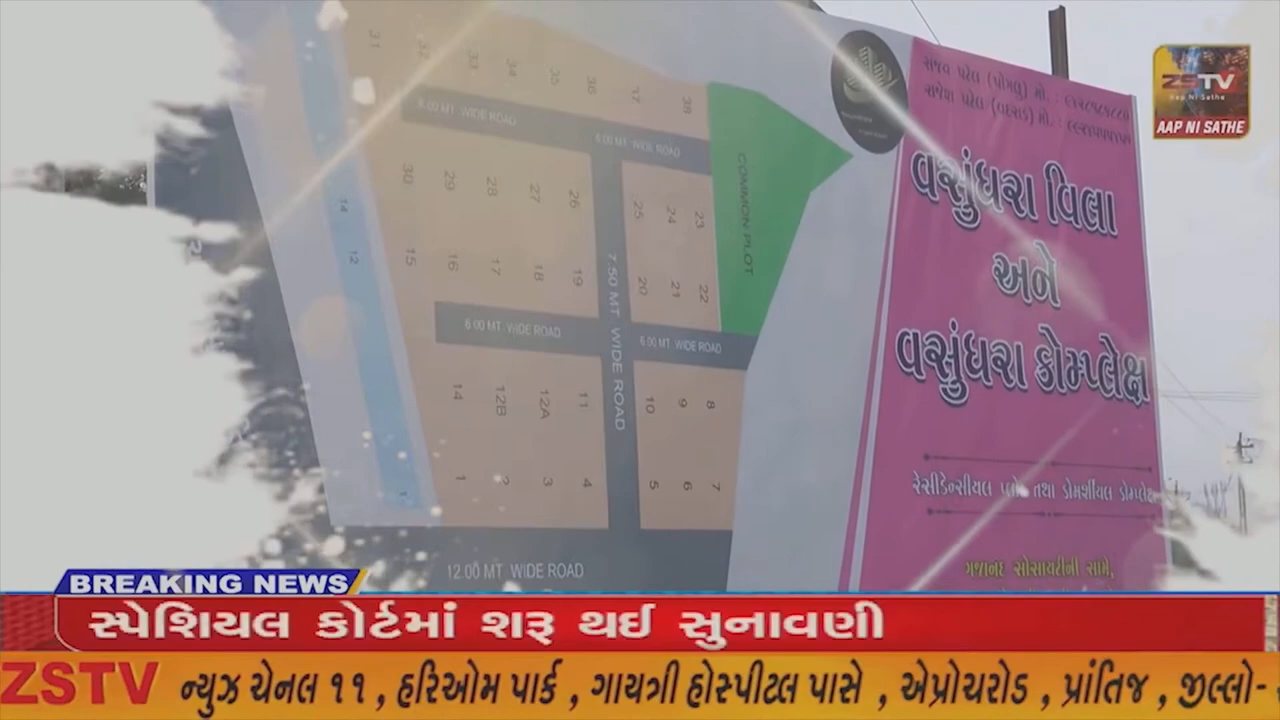 ZSTV
Aap Ni Sathe
AAP NI SATHE
વસુંધરા વિલા
અને
વસુંધરા કોમ્પ્લેક્ષ
રેસીડેન્સીયલ
તથા
ગજાનદ સોસાયટીની સામે,
31 32 33 34 35 36 37 38
6.00 MT. WIDE ROAD
6.00 MT. WIDE ROAD
COMMON PLOT
30 29 28 27 26 25 24 23
14
12
15 16 17 18 19 20 21 22
7.50 MT. WIDE ROAD
6.00 MT. WIDE ROAD
6.00 MT. WIDE ROAD
14 12B 12A 11 10 9 8
1 2 3 4 5 6 7
12.00 MT. WIDE ROAD
BREAKING NEWS
સ્પેશિયલ કોર્ટમાં શરૂ થઈ સુનાવણી
ZSTV ન્યુઝ ચેનલ ૧૧ , હરિઓમ પાર્ક , ગાયત્રી હોસ્પીટલ પાસે , એપ્રોચરોડ , પ્રાંતિજ , જીલ્લો-